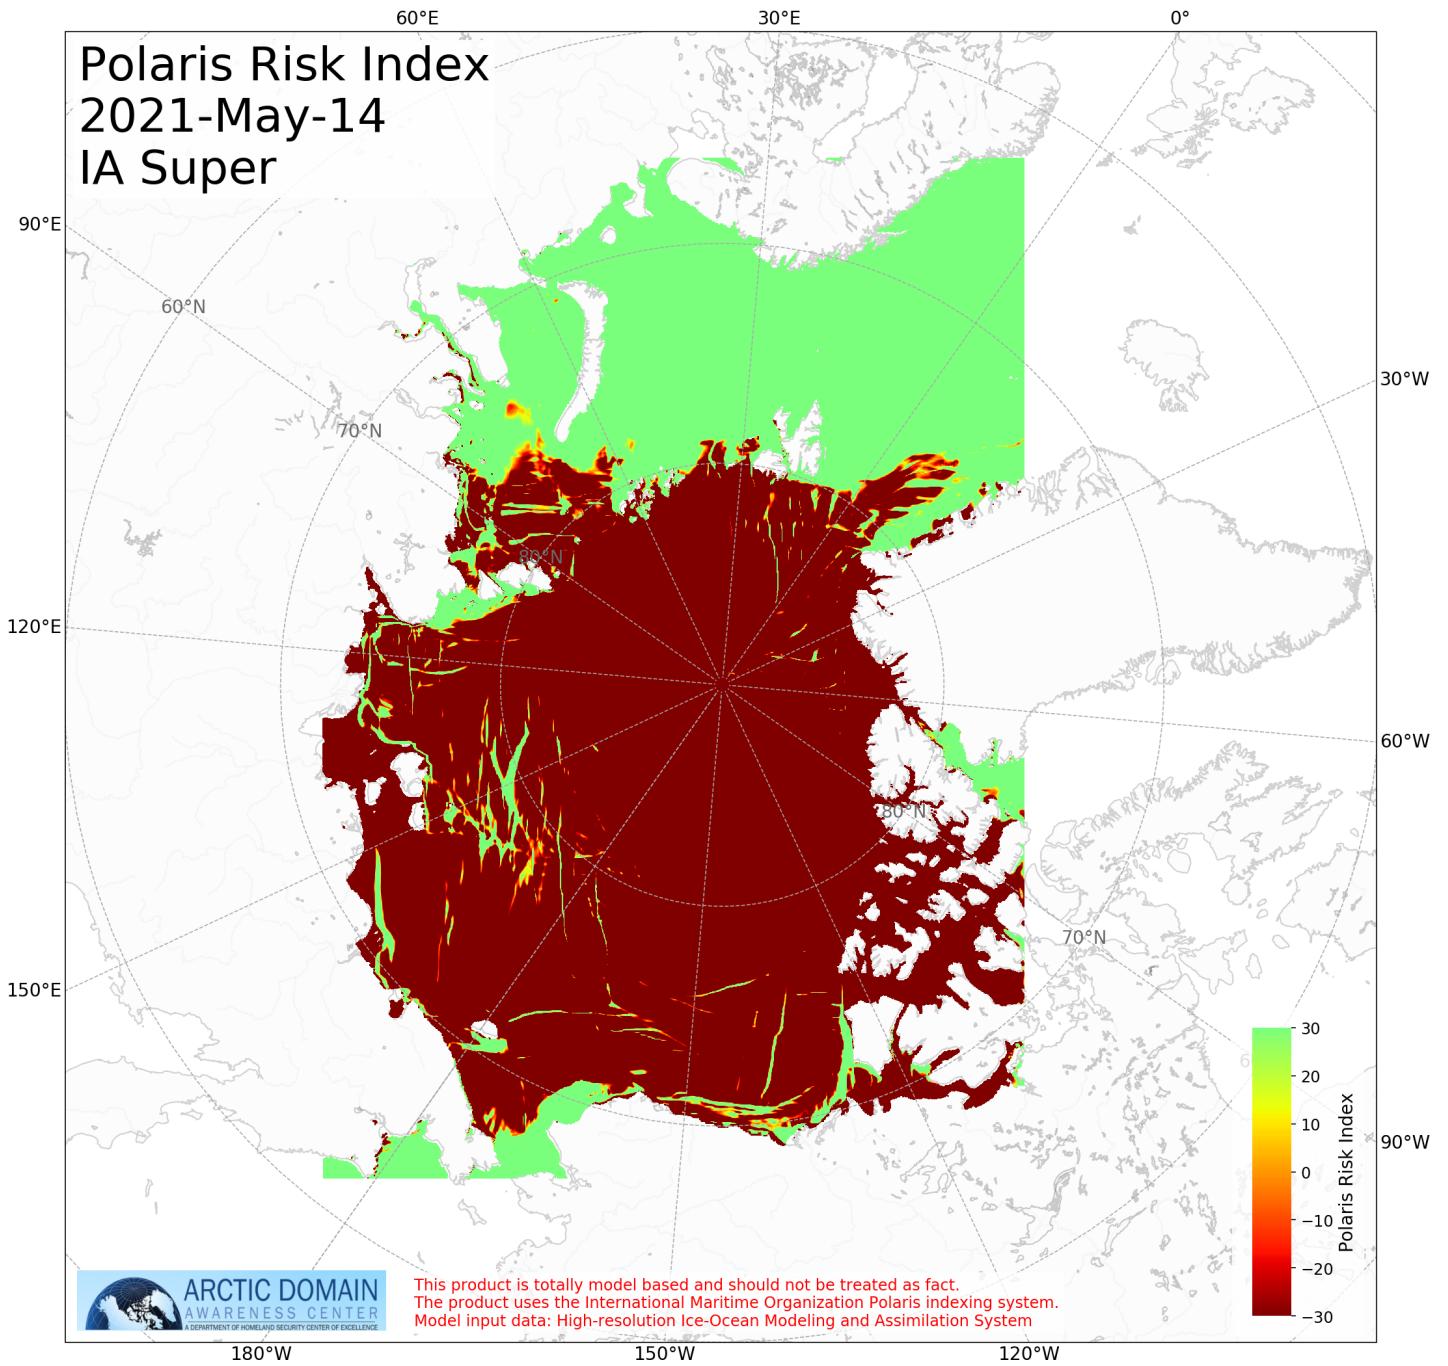 60°E 30°E 0°
Polaris Risk Index
2021-May-14
IA Super
90°E
60°N
30°W
70°N
80°N
120°E
60°W
80°N
70°N
150°E
30
20
10
0
−10
−20
−30
Polaris Risk Index
90°W
ARCTIC DOMAIN
AWARENESS CENTER
A DEPARTMENT OF HOMELAND SECURITY CENTER OF EXCELLENCE
This product is totally model based and should not be treated as fact.
The product uses the International Maritime Organization Polaris indexing system.
Model input data: High-resolution Ice-Ocean Modeling and Assimilation System
180°W 150°W 120°W